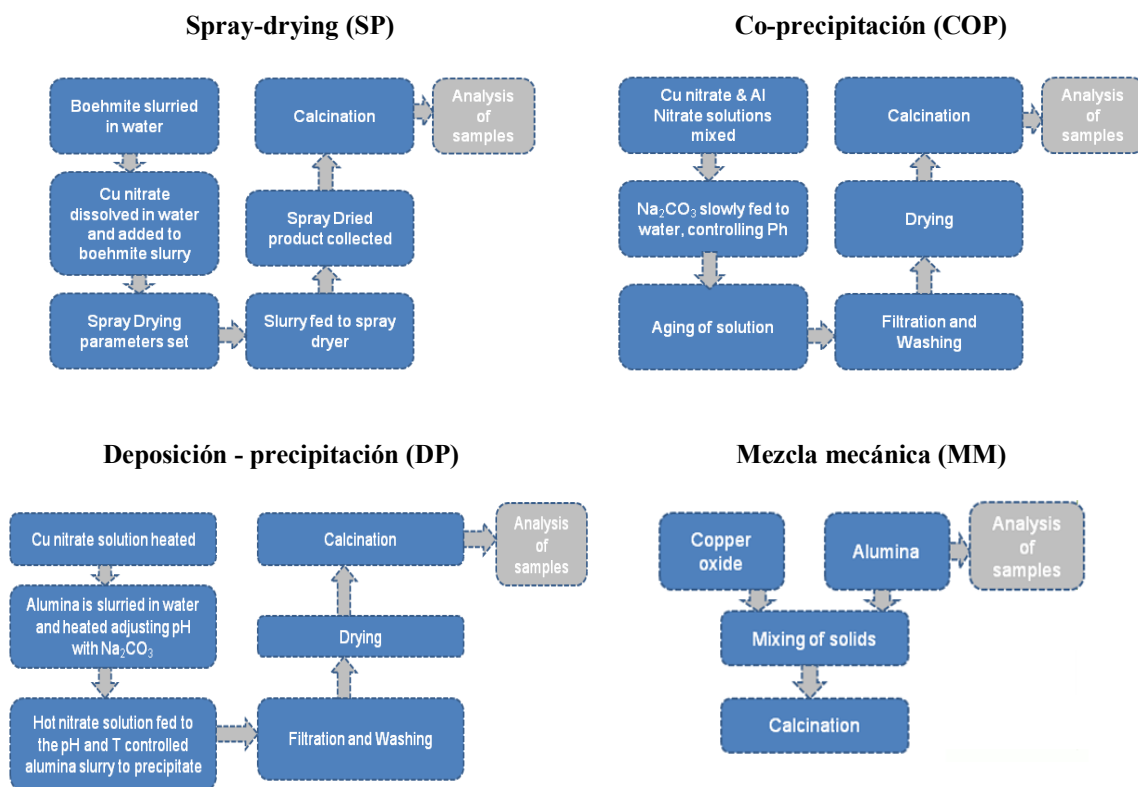 Spray-drying (SP)
Boehmite slurried
in water
Cu nitrate
dissolved in water
and added to
boehmite slurry
Spray Drying
parameters set
Slurry fed to spray
dryer
Spray Dried
product collected
Calcination
Analysis
of
samples
Co-precipitación (COP)
Cu nitrate & Al
Nitrate solutions
mixed
Na₂CO₃ slowly fed to
water, controlling Ph
Aging of solution
Filtration and
Washing
Drying
Calcination
Analysis
of
samples
Deposición - precipitación (DP)
Cu nitrate solution heated
Alumina is slurried in water
and heated adjusting pH
with Na₂CO₃
Hot nitrate solution fed to
the pH and T controlled
alumina slurry to precipitate
Filtration and Washing
Drying
Calcination
Analysis
of
samples
Mezcla mecánica (MM)
Copper
oxide
Alumina
Analysis
of
samples
Mixing of solids
Calcination